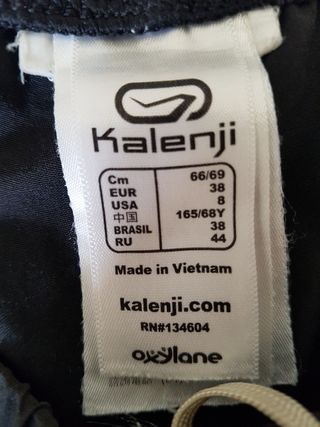 Kalenji
Cm 66/69
EUR 38
USA 8
中国 165/68Y
BRASIL 38
RU 44
Made in Vietnam
kalenji.com
RN#134604
oxylane